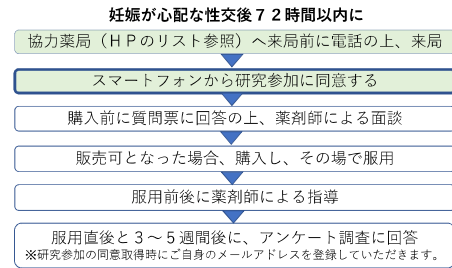 妊娠が心配な性交後７２時間以内に
協力薬局（ＨＰのリスト参照）へ来局前に電話の上、来局
スマートフォンから研究参加に同意する
購入前に質問票に回答の上、薬剤師による面談
販売可となった場合、購入し、その場で服用
服用前後に薬剤師による指導
服用直後と３～５週間後に、アンケート調査に回答
※研究参加の同意取得時にご自身のメールアドレスを登録していただきます。